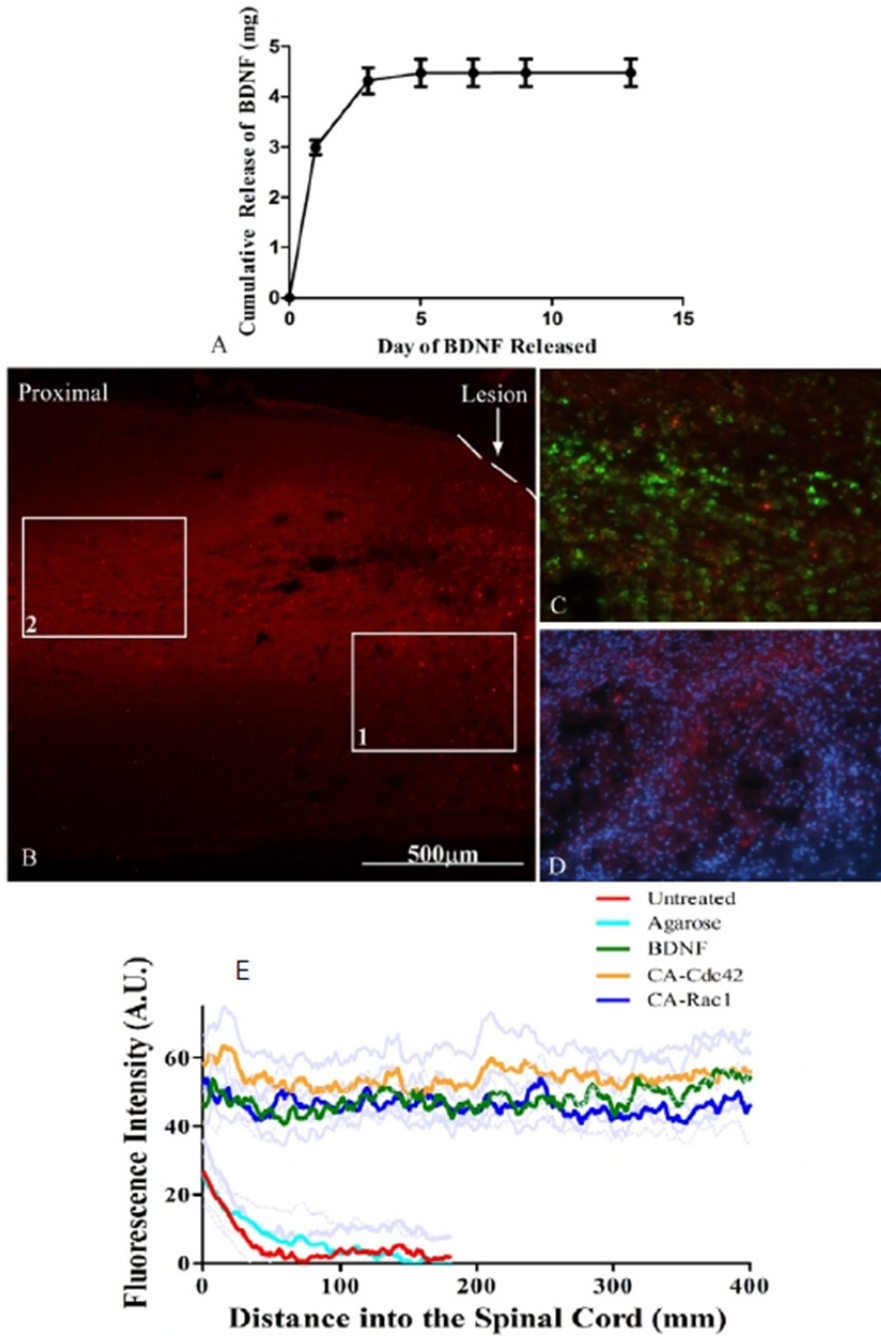 Cumulative Release of BDNF (mg)
5
4
3
2
1
0
0 5 10 15
Day of BDNF Released
A
Proximal
Lesion
2
1
500μm
B
C
D
Untreated
Agarose
BDNF
CA-Cdc42
CA-Rac1
E
Fluorescence Intensity (A.U.)
60
40
20
0
0 100 200 300 400
Distance into the Spinal Cord (mm)